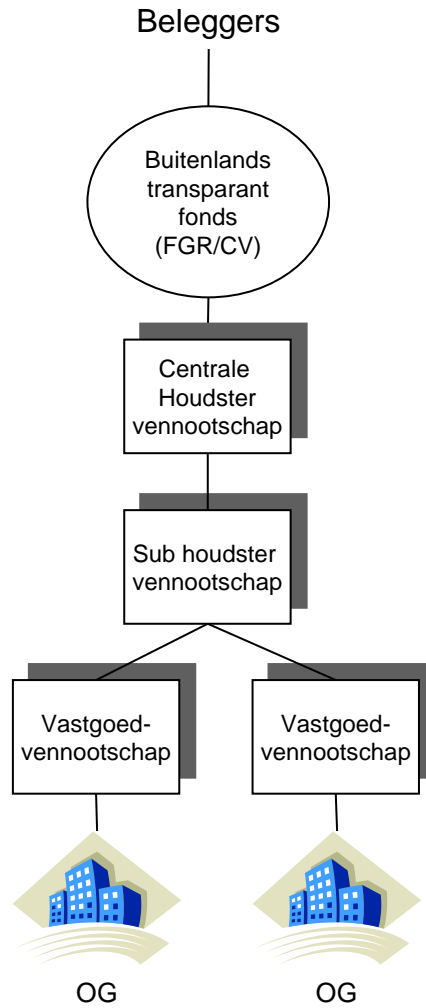 Beleggers
Buitenlands
transparant
fonds
(FGR/CV)
Centrale
Houdster
vennootschap
Sub houdster
vennootschap
Vastgoed-
vennootschap
Vastgoed-
vennootschap
OG
OG